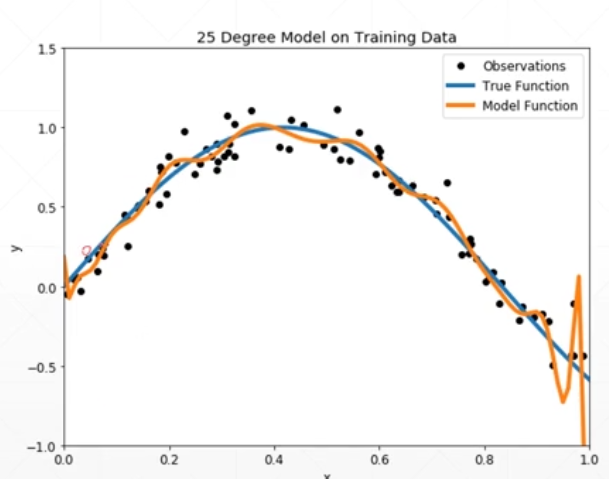 25 Degree Model on Training Data
1.5
1.0
0.5
0.0
−0.5
−1.0
y
Observations
True Function
Model Function
0.0 0.2 0.4 0.6 0.8 1.0
x